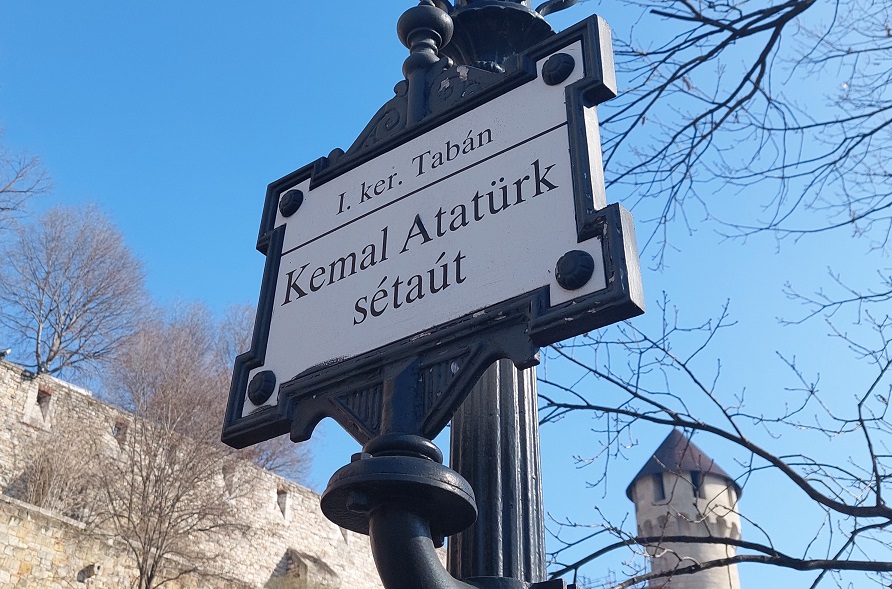 I. ker. Tabán
Kemal Atatürk
sétaút